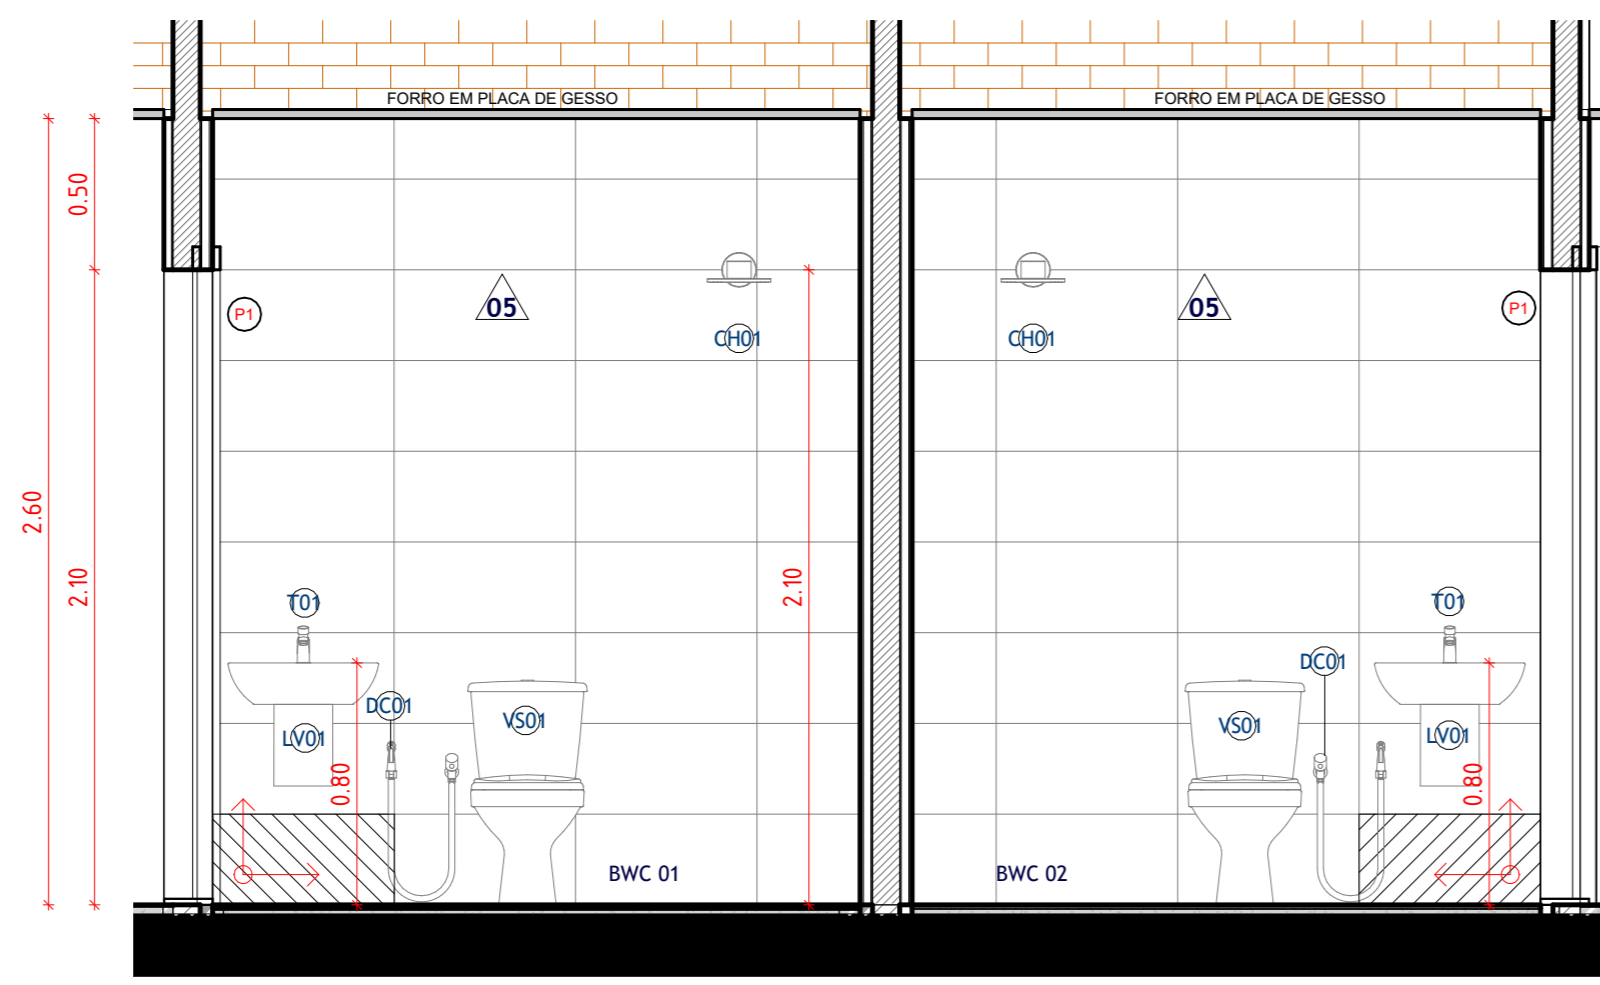 FORRO EM PLACA DE GESSO
FORRO EM PLACA DE GESSO
0.50
P1
05
05
P1
CH01
CH01
2.60
2.10
2.10
T01
T01
DC01
DC01
VS01
VS01
LV01
LV01
0.80
0.80
BWC 01
BWC 02